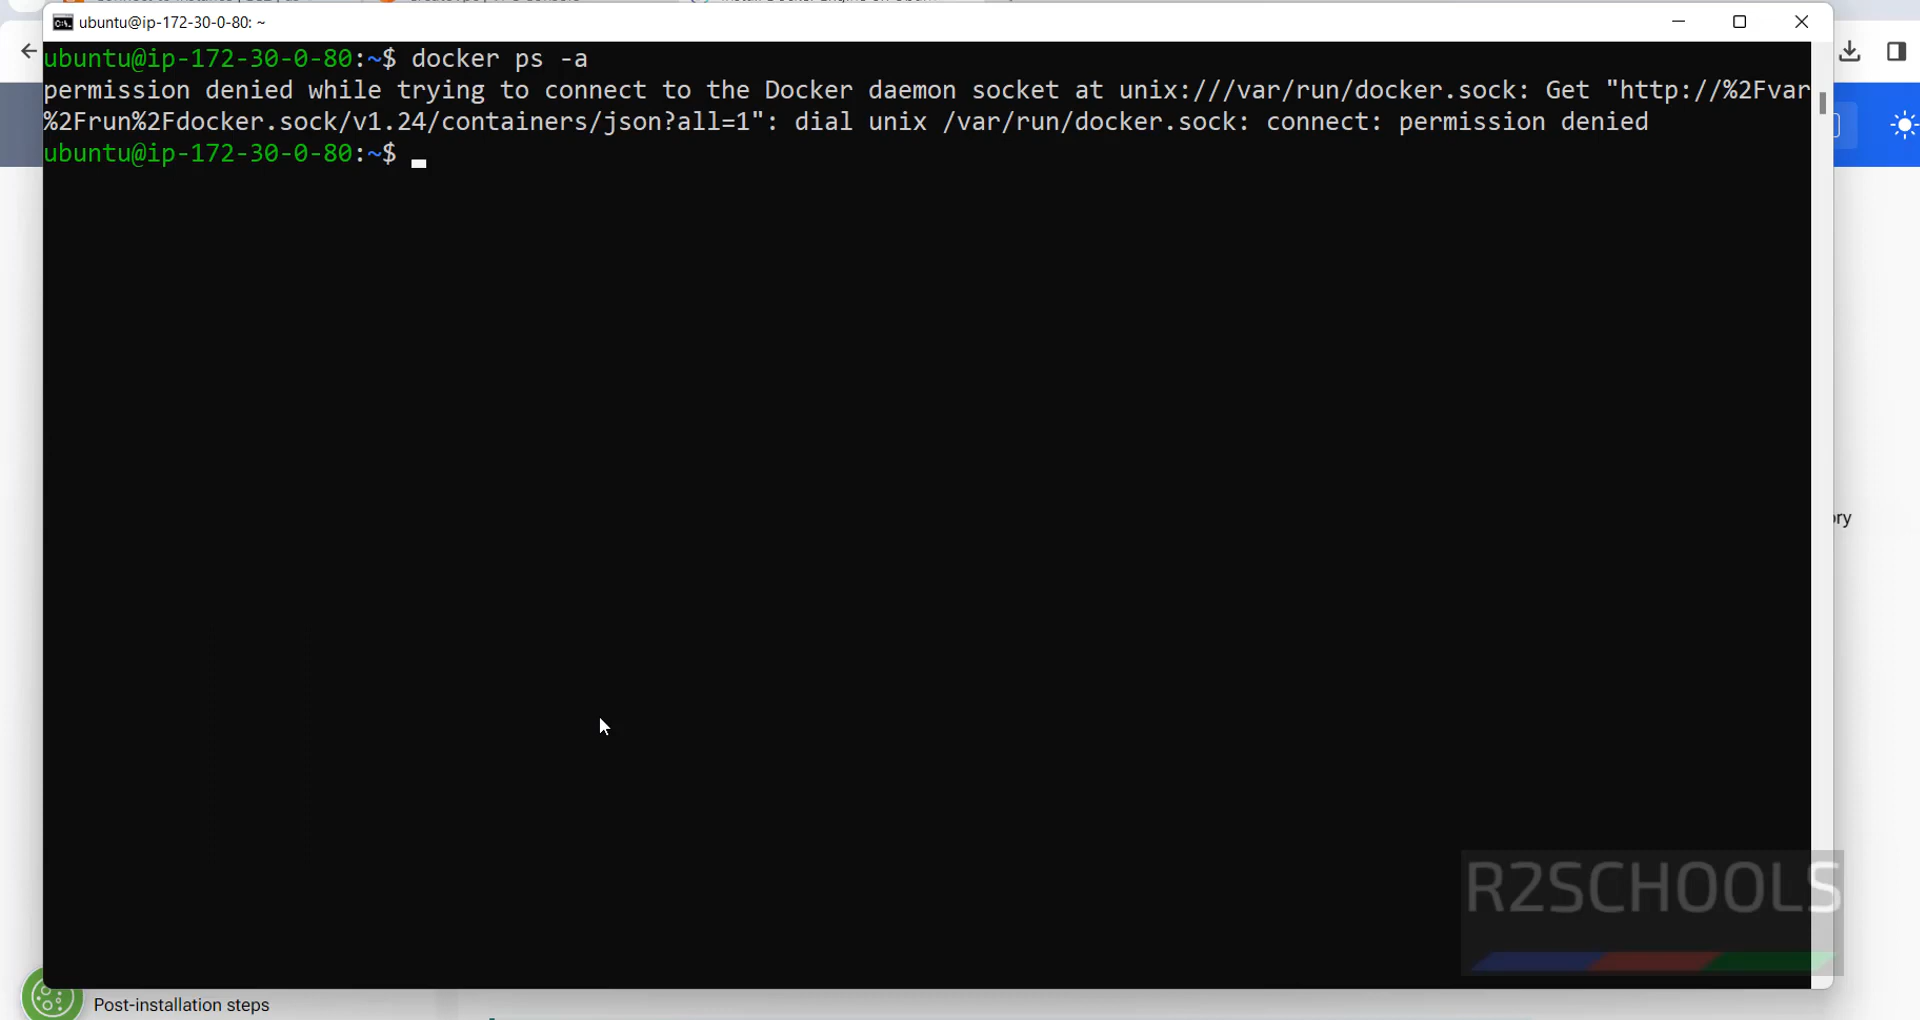 ubuntu@ip-172-30-0-80: ~
ubuntu@ip-172-30-0-80:~$ docker ps -a
permission denied while trying to connect to the Docker daemon socket at unix:///var/run/docker.sock: Get "http://%2Fvar
%2Frun%2Fdocker.sock/v1.24/containers/json?all=1": dial unix /var/run/docker.sock: connect: permission denied
ubuntu@ip-172-30-0-80:~$
ory
R2SCHOOLS
Post-installation steps